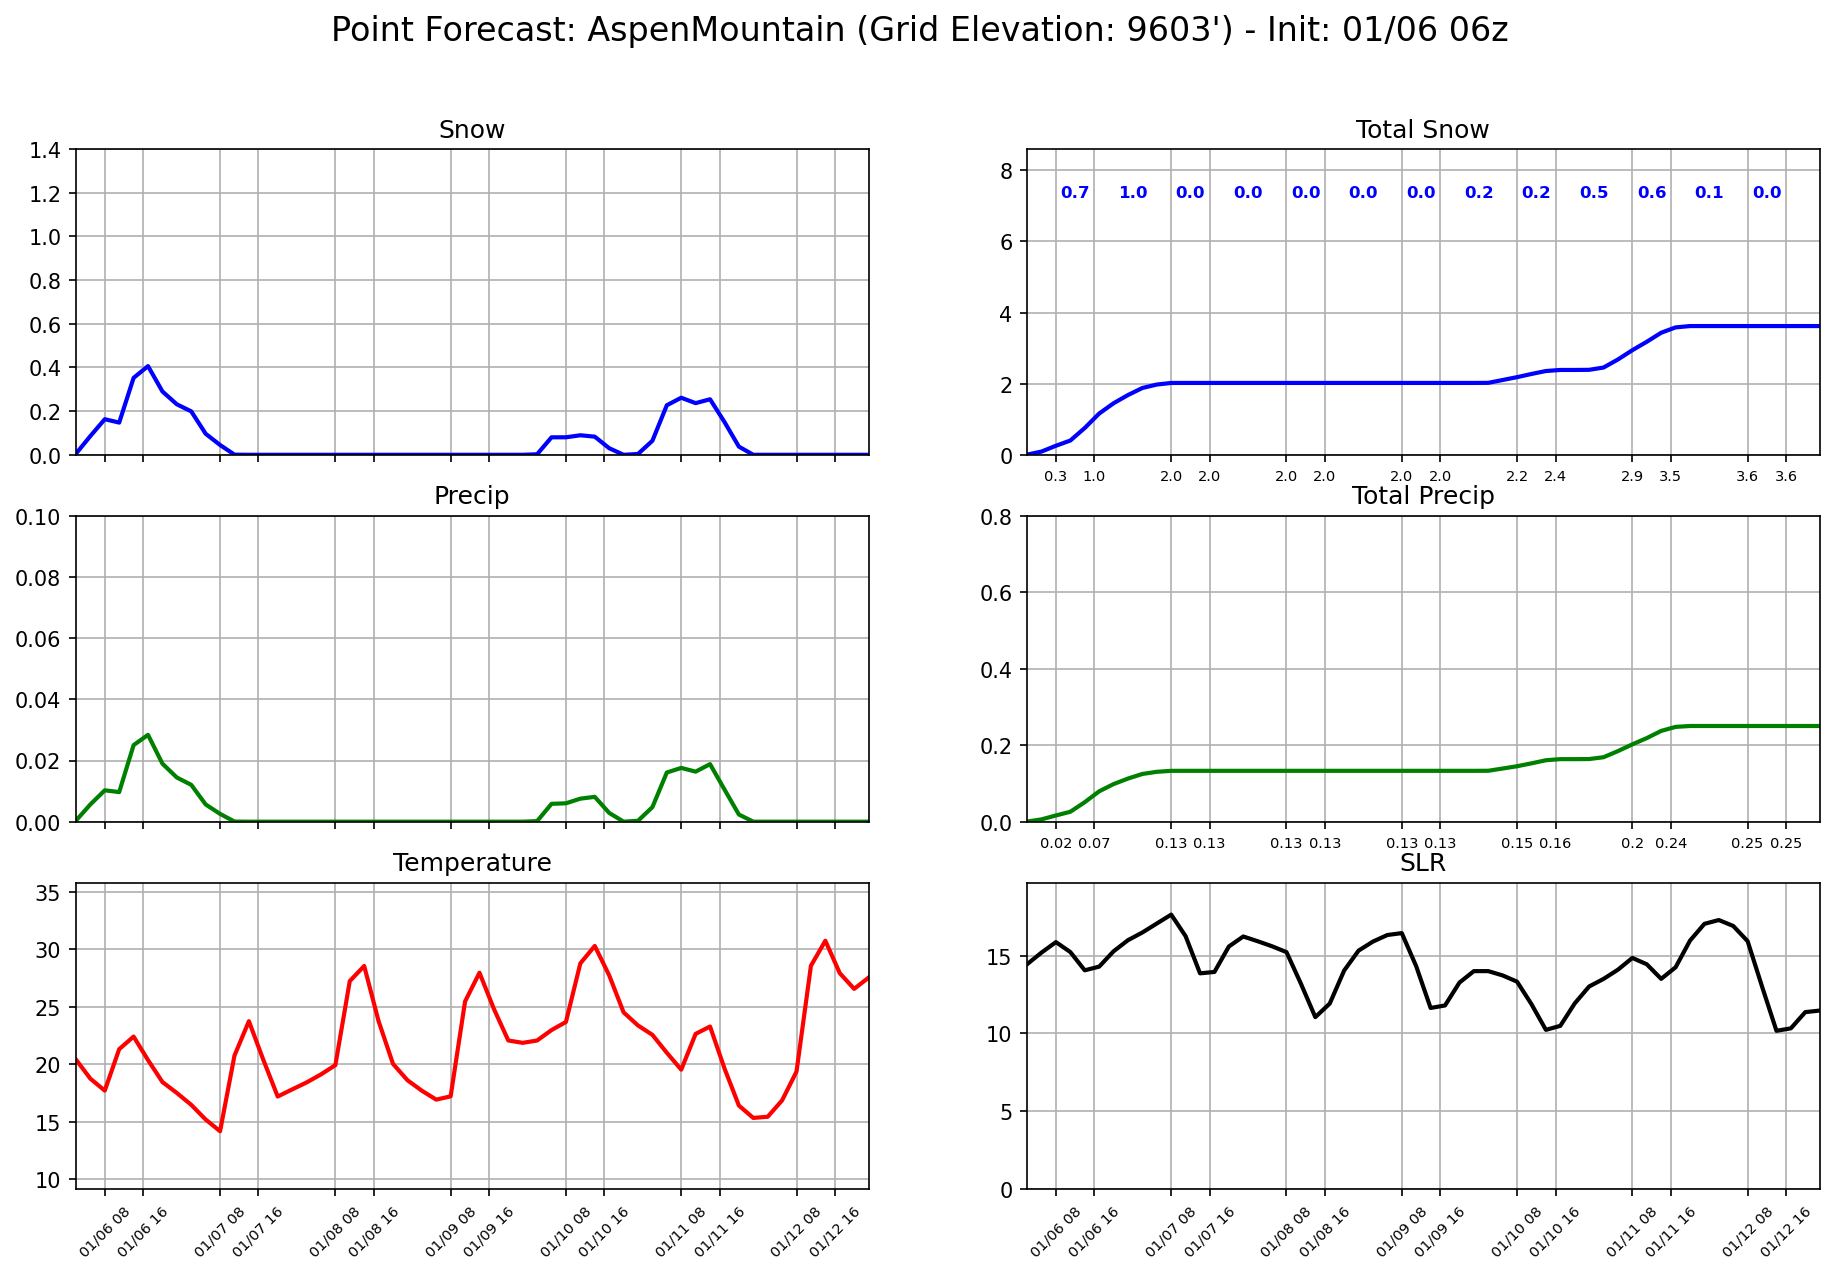 Point Forecast: AspenMountain (Grid Elevation: 9603') - Init: 01/06 06z
Snow
1.4
1.2
1.0
0.8
0.6
0.4
0.2
0.0
Total Snow
8
6
4
2
0
0.7 1.0 0.0 0.0 0.0 0.0 0.0 0.2 0.2 0.5 0.6 0.1 0.0
0.3 1.0 2.0 2.0 2.0 2.0 2.0 2.0 2.2 2.4 2.9 3.5 3.6 3.6
Precip
0.10
0.08
0.06
0.04
0.02
0.00
Total Precip
0.8
0.6
0.4
0.2
0.0
0.02 0.07 0.13 0.13 0.13 0.13 0.13 0.13 0.15 0.16 0.2 0.24 0.25 0.25
Temperature
35
30
25
20
15
10
01/06 08 01/06 16 01/07 08 01/07 16 01/08 08 01/08 16 01/09 08 01/09 16 01/10 08 01/10 16 01/11 08 01/11 16 01/12 08 01/12 16
SLR
15
10
5
0
01/06 08 01/06 16 01/07 08 01/07 16 01/08 08 01/08 16 01/09 08 01/09 16 01/10 08 01/10 16 01/11 08 01/11 16 01/12 08 01/12 16